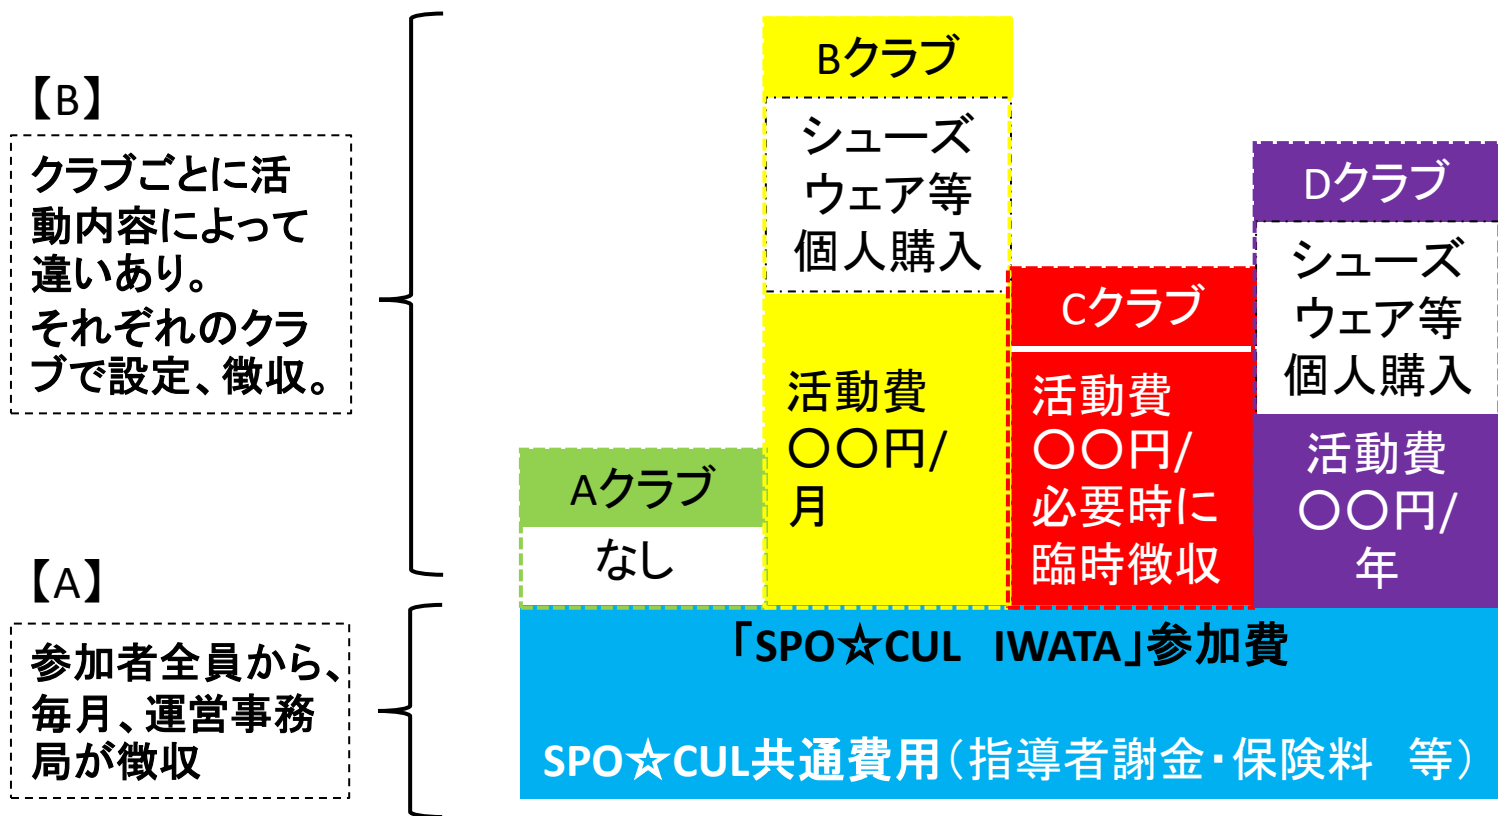 【B】
クラブごとに活
動内容によって
違いあり。
それぞれのクラ
ブで設定、徴収。
【A】
参加者全員から、
毎月、運営事務
局が徴収
Aクラブ
なし
Bクラブ
シューズ
ウェア等
個人購入
活動費
〇〇円/
月
Cクラブ
活動費
〇〇円/
必要時に
臨時徴収
Dクラブ
シューズ
ウェア等
個人購入
活動費
〇〇円/
年
「SPO☆CUL　IWATA」参加費
SPO☆CUL共通費用（指導者謝金・保険料　等）